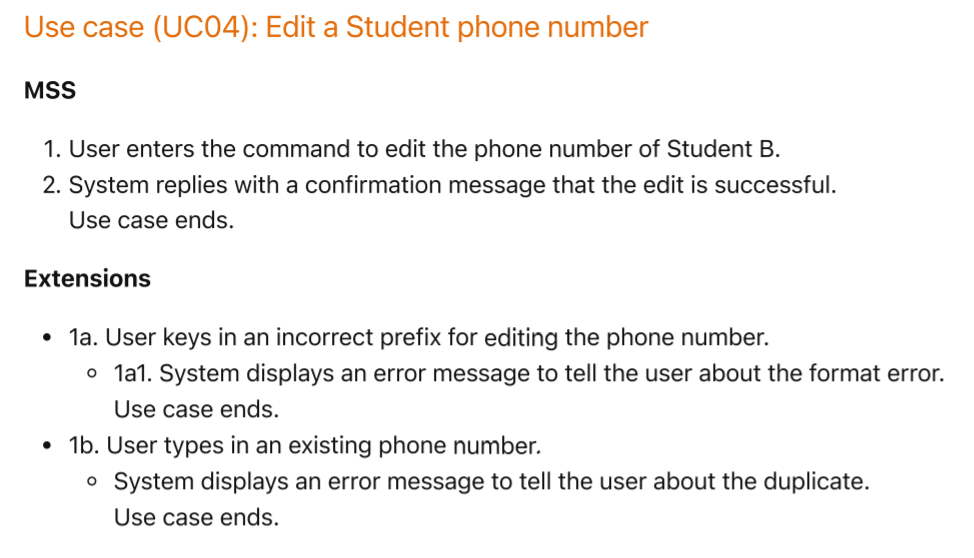 Use case (UC04): Edit a Student phone number
MSS
1. User enters the command to edit the phone number of Student B.
2. System replies with a confirmation message that the edit is successful.
Use case ends.
Extensions
• 1a. User keys in an incorrect prefix for editing the phone number.
◦ 1a1. System displays an error message to tell the user about the format error.
Use case ends.
• 1b. User types in an existing phone number.
◦ System displays an error message to tell the user about the duplicate.
Use case ends.